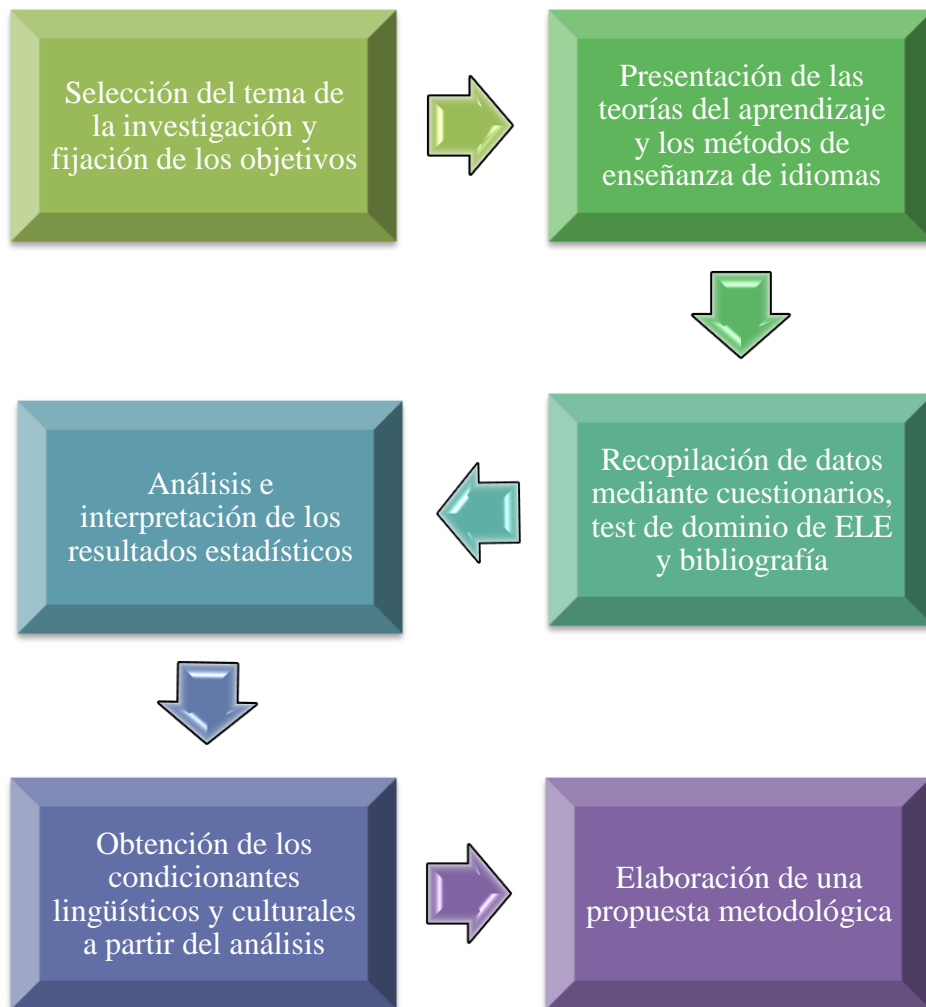 Selección del tema de
la investigación y
fijación de los objetivos
Presentación de las
teorías del aprendizaje
y los métodos de
enseñanza de idiomas
Recopilación de datos
mediante cuestionarios,
test de dominio de ELE
y bibliografía
Análisis e
interpretación de los
resultados estadísticos
Obtención de los
condicionantes
lingüísticos y culturales
a partir del análisis
Elaboración de una
propuesta metodológica